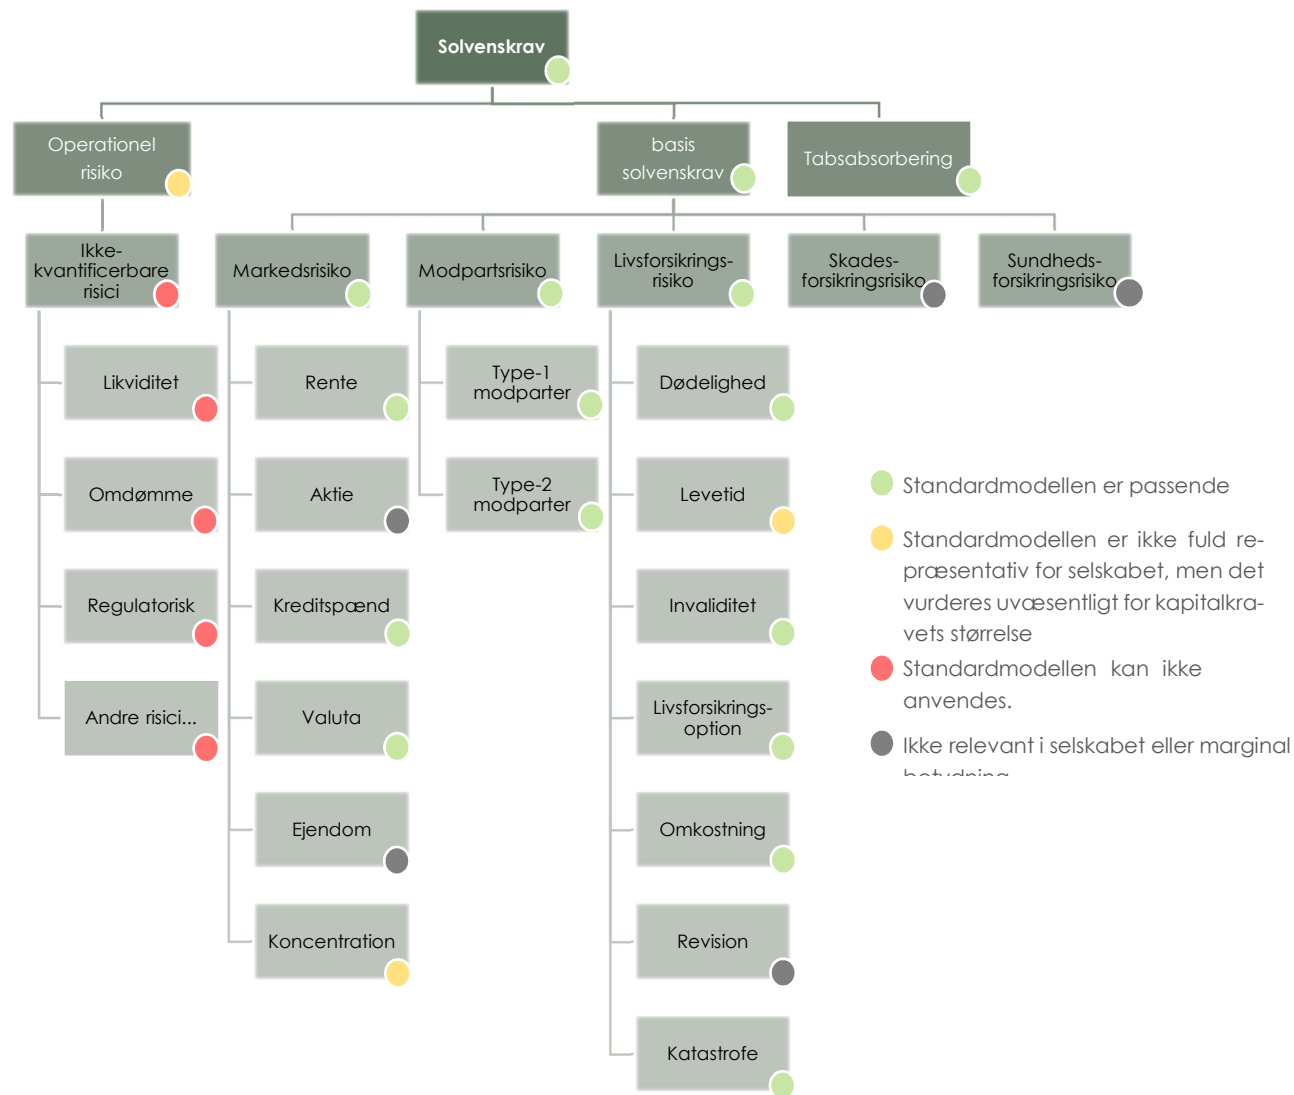 Solvenskrav
Operationel
risiko
basis
solvenskrav
Tabsabsorbering
Ikke-
kvantificerbare
risici
Markedsrisiko
Modpartsrisiko
Livsforsikrings-
risiko
Skades-
forsikringsrisiko
Sundheds-
forsikringsrisiko
Likviditet
Omdømme
Regulatorisk
Andre risici...
Rente
Aktie
Kreditspænd
Valuta
Ejendom
Koncentration
Type-1
modparter
Type-2
modparter
Dødelighed
Levetid
Invaliditet
Livsforsikrings-
option
Omkostning
Revision
Katastrofe
Standardmodellen er passende
Standardmodellen er ikke fuld re-
præsentativ for selskabet, men det
vurderes uvæsentligt for kapitalkra-
vets størrelse
Standardmodellen kan ikke
anvendes.
Ikke relevant i selskabet eller marginal